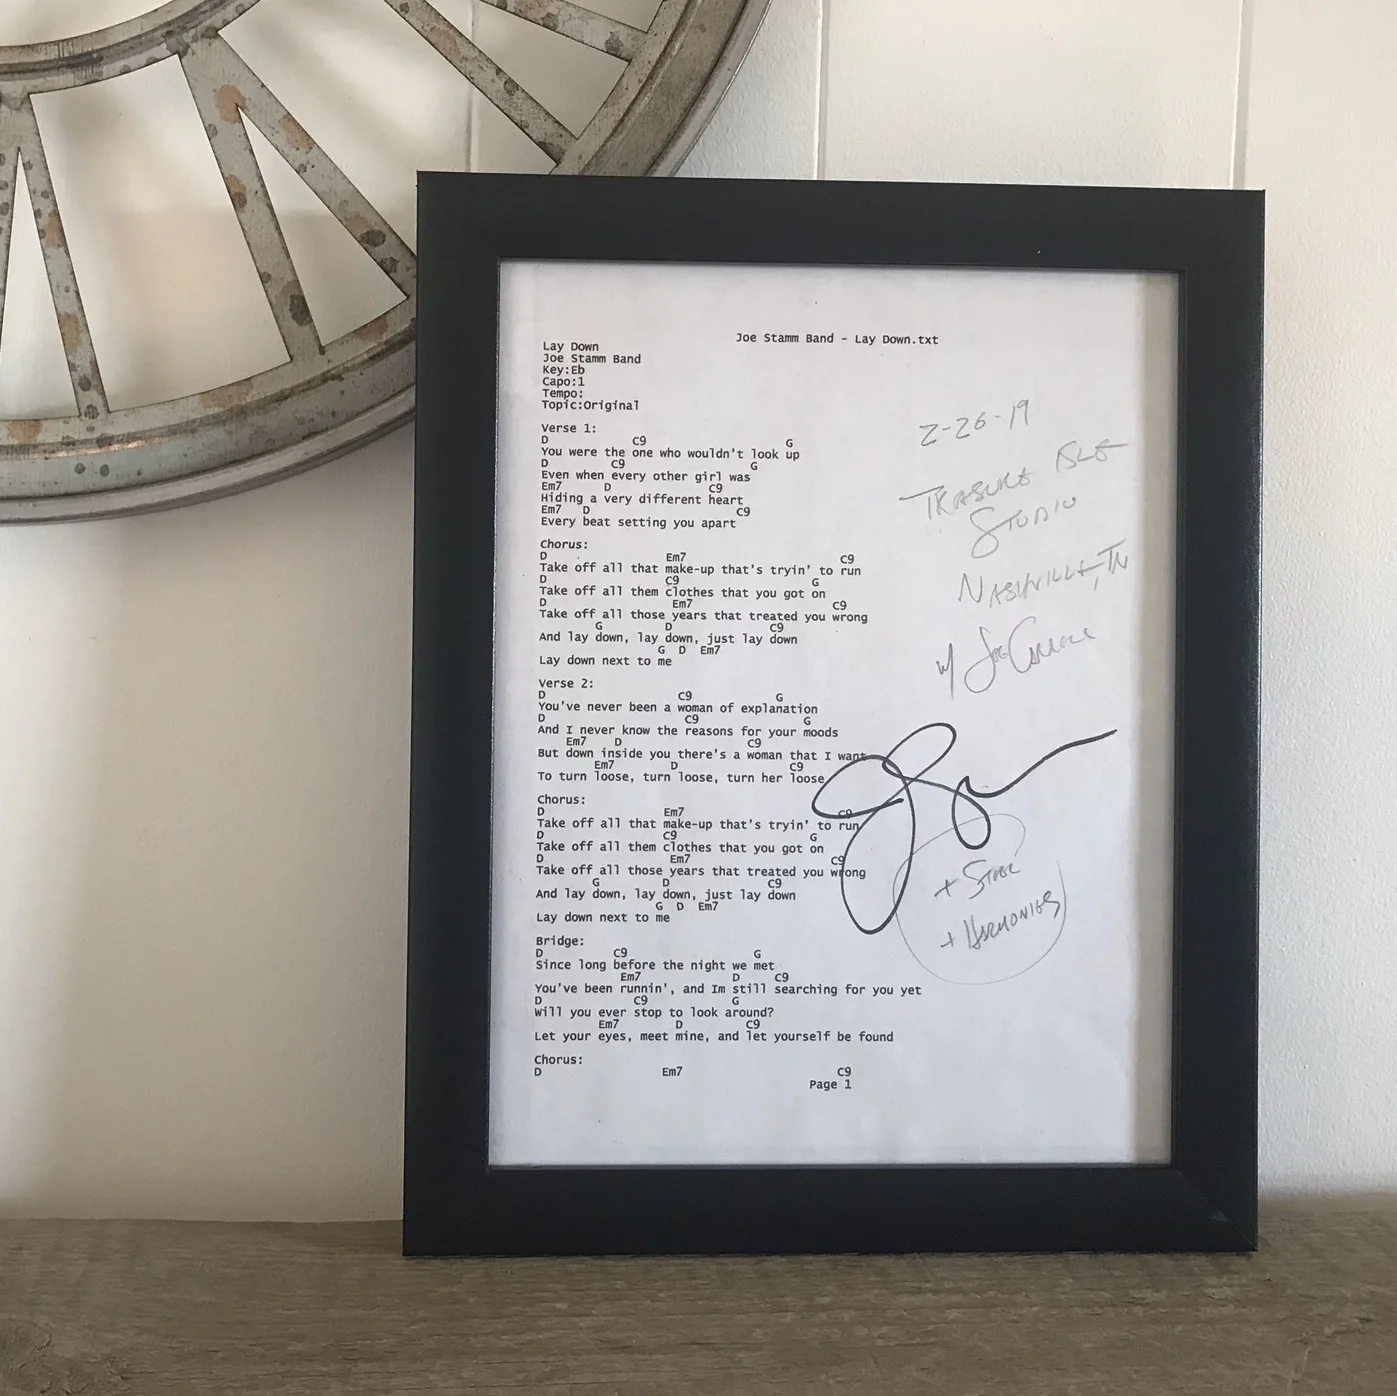 Joe Stamm Band - Lay Down.txt
Lay Down
Joe Stamm Band
Key:Eb
Capo:1
Tempo:
Topic:Original
Verse 1:
D C9 G
You were the one who wouldn't look up
D C9 G
Even when every other girl was
Em7 D C9
Hiding a very different heart
Em7 D C9
Every beat setting you apart
Chorus:
D Em7 C9
Take off all that make-up that's tryin' to run
D C9 G
Take off all them clothes that you got on
D Em7 C9
Take off all those years that treated you wrong
G D C9
And lay down, lay down, just lay down
G D Em7
Lay down next to me
Verse 2:
D C9 G
You've never been a woman of explanation
D C9 G
And I never know the reasons for your moods
Em7 D C9
But down inside you there's a woman that I want
Em7 D C9
To turn loose, turn loose, turn her loose
Chorus:
D Em7 C9
Take off all that make-up that's tryin' to run
D C9 G
Take off all them clothes that you got on
D Em7 C9
Take off all those years that treated you wrong
G D C9
And lay down, lay down, just lay down
G D Em7
Lay down next to me
Bridge:
D C9 G
Since long before the night we met
Em7 D C9
You've been runnin', and Im still searching for you yet
D C9 G
Will you ever stop to look around?
Em7 D C9
Let your eyes, meet mine, and let yourself be found
Chorus:
D Em7 C9
Page 1
2-26-19
TREASURE ISLE
STUDIO
NASHVILLE, TN
w/ Joe
+ STEEL
+ HARMONIES